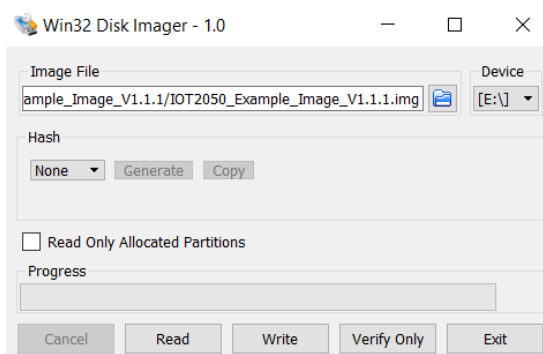 Win32 Disk Imager - 1.0
Image File
Device
ample_Image_V1.1.1/IOT2050_Example_Image_V1.1.1.img
[E:\]
Hash
None
Generate
Copy
Read Only Allocated Partitions
Progress
Cancel
Read
Write
Verify Only
Exit